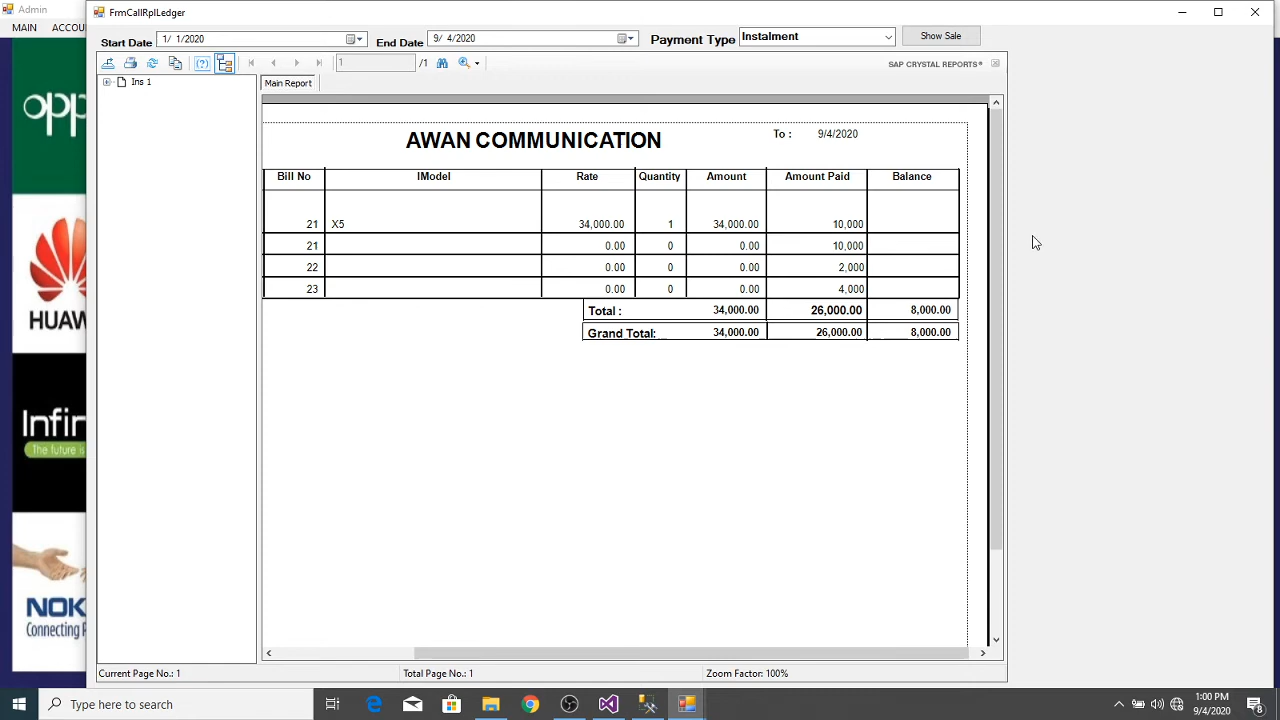 Admin
FrmCallRplLedger
MAIN ACCOU
Start Date 1/ 1/2020 End Date 9/ 4/2020 Payment Type Instalment Show Sale
1 /1 SAP CRYSTAL REPORTS®
Ins 1
Main Report
AWAN COMMUNICATION To : 9/4/2020
Bill No IModel Rate Quantity Amount Amount Paid Balance
21 X5 34,000.00 1 34,000.00 10,000
21 0.00 0 0.00 10,000
22 0.00 0 0.00 2,000
23 0.00 0 0.00 4,000
Total : 34,000.00 26,000.00 8,000.00
Grand Total: 34,000.00 26,000.00 8,000.00
opp
HUAW
Infin
The future is
NOK
Connecting P
Current Page No.: 1 Total Page No.: 1 Zoom Factor: 100%
Type here to search
1:00 PM
9/4/2020
8